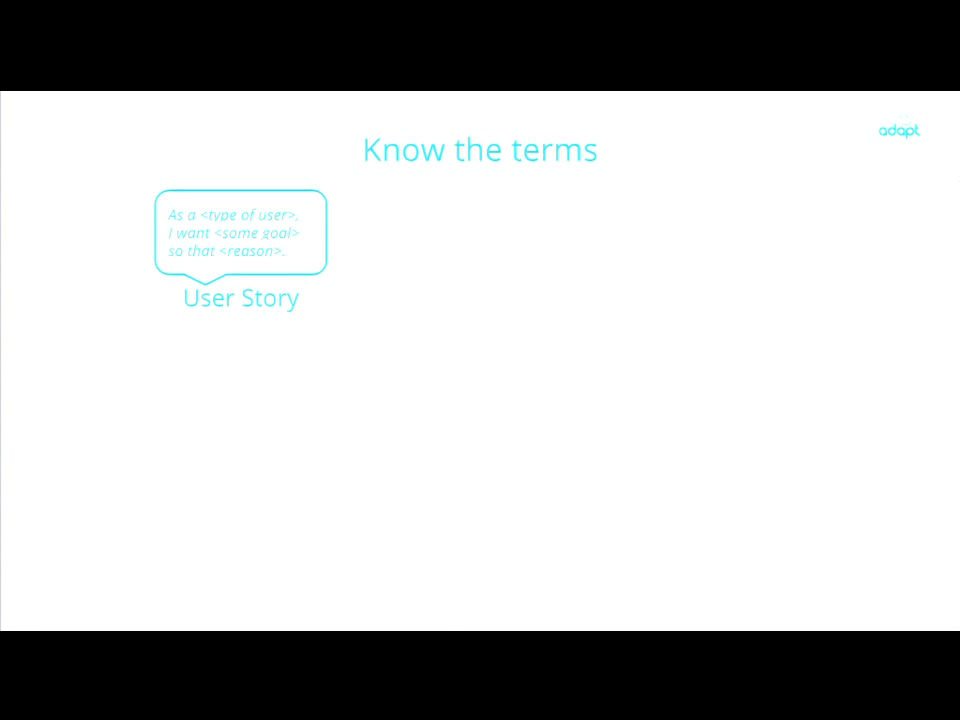 adapt
Know the terms
As a <type of user>,
I want <some goal>
so that <reason>.
User Story